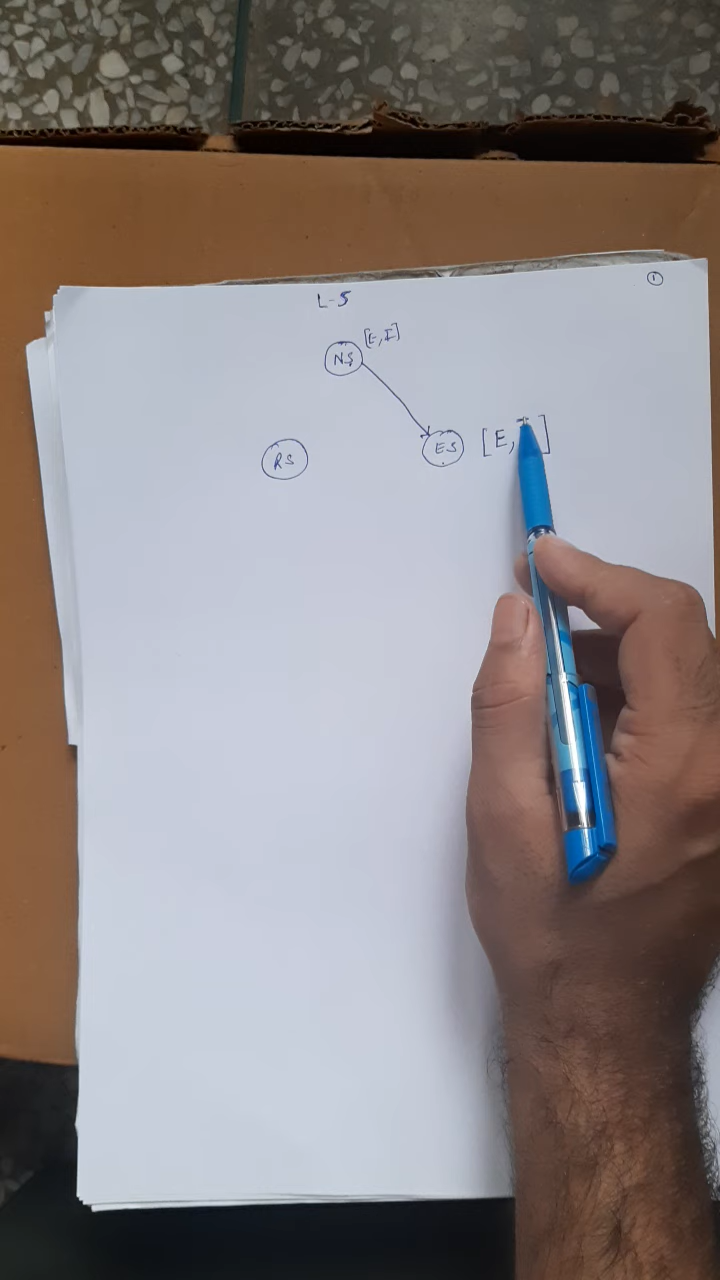 L-5
①
NS [E, I]
RS
ES [E, ]